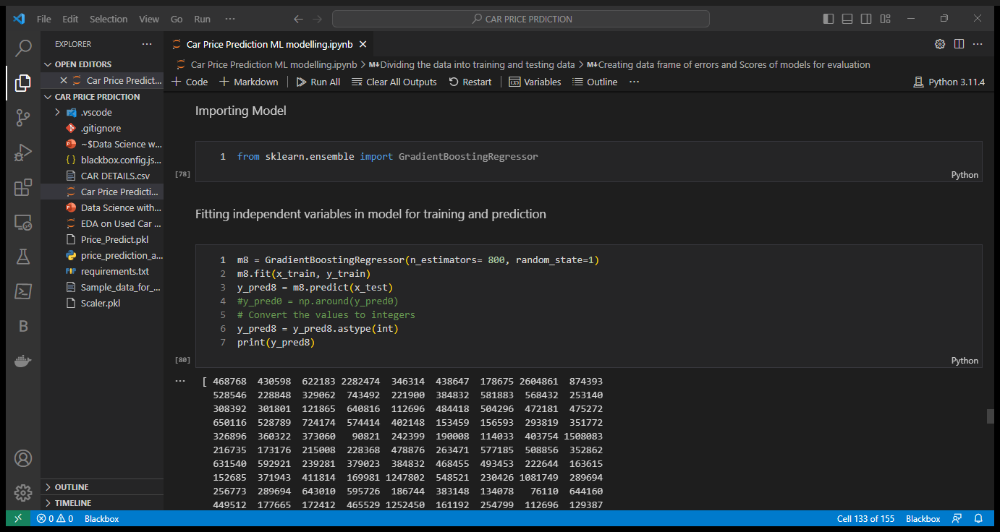 File Edit Selection View Go Run ···
CAR PRICE PRDICTION
EXPLORER ···
OPEN EDITORS
Car Price Predict...
CAR PRICE PRDICTION
.vscode
.gitignore
~$Data Science w...
blackbox.config.js...
CAR DETAILS.csv
Car Price Predicti...
Data Science with...
EDA on Used Car ...
Price_Predict.pkl
price_prediction_a...
requirements.txt
Sample_data_for_...
Scaler.pkl
OUTLINE
TIMELINE
Car Price Prediction ML modelling.ipynb
Car Price Prediction ML modelling.ipynb > M↓Dividing the data into training and testing data > M↓Creating data frame of errors and Scores of models for evaluation
+ Code + Markdown Run All Clear All Outputs Restart Variables Outline ··· Python 3.11.4
Importing Model
1 from sklearn.ensemble import GradientBoostingRegressor
[78] Python
Fitting independent variables in model for training and prediction
1 m8 = GradientBoostingRegressor(n_estimators= 800, random_state=1)
2 m8.fit(x_train, y_train)
3 y_pred8 = m8.predict(x_test)
4 #y_pred0 = np.around(y_pred0)
5 # Convert the values to integers
6 y_pred8 = y_pred8.astype(int)
7 print(y_pred8)
[80] Python
··· [ 468768 430598 622183 2282474 346314 438647 178675 2604861 874393
528546 228848 329062 743492 221900 384832 581883 568432 253140
308392 301801 121865 640816 112696 484418 504296 472181 475272
650116 528789 724174 574414 402148 153459 156593 293819 351772
326896 360322 373060 90821 242399 190008 114033 403754 1508083
216735 173176 215008 228368 478876 263471 577185 508856 352862
631540 592921 239281 379023 384832 468455 493453 222644 163615
152685 371943 411814 169981 1247802 548521 230426 1081749 289694
256773 289694 643010 595726 186744 383148 134078 76110 644160
449512 177665 172412 465529 1252450 161192 254799 112696 129387
0 0 Blackbox Cell 133 of 155 Blackbox